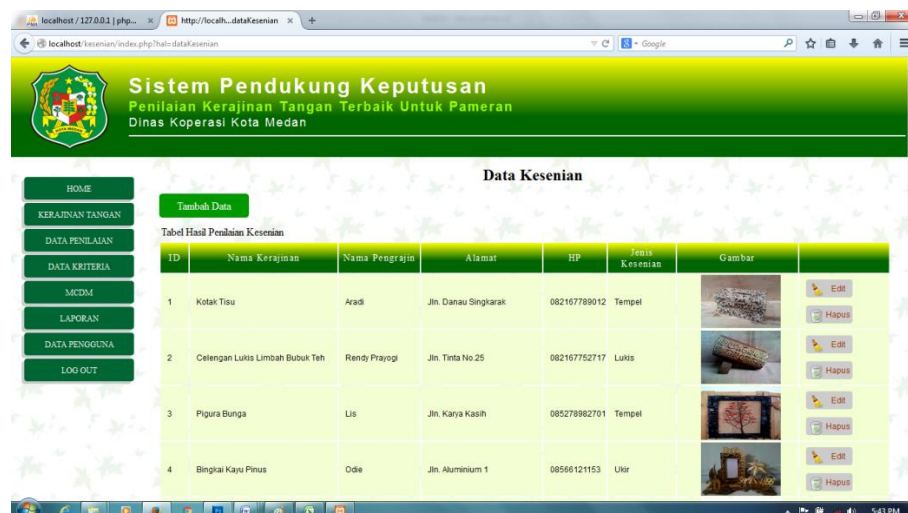 localhost / 127.0.0.1 | php...
http://localh...dataKesenian
localhost/kesenian/index.php?hal=dataKesenian
Google
Sistem Pendukung Keputusan
Penilaian Kerajinan Tangan Terbaik Untuk Pameran
Dinas Koperasi Kota Medan
Data Kesenian
HOME
KERAJINAN TANGAN
DATA PENILAIAN
DATA KRITERIA
MCDM
LAPORAN
DATA PENGGUNA
LOG OUT
Tambah Data
Tabel Hasil Penilaian Kesenian
ID Nama Kerajinan Nama Pengrajin Alamat HP Jenis Kesenian Gambar
1 Kotak Tisu Aradi Jln. Danau Singkarak 082167789012 Tempel Edit Hapus
2 Celengan Lukis Limbah Bubuk Teh Rendy Prayogi Jln. Tinta No.25 082167752717 Lukis Edit Hapus
3 Pigura Bunga Lis Jln. Karya Kasih 085278982701 Tempel Edit Hapus
4 Bingkai Kayu Pinus Odie Jln. Aluminium 1 08566121153 Ukir Edit Hapus
5:43 PM